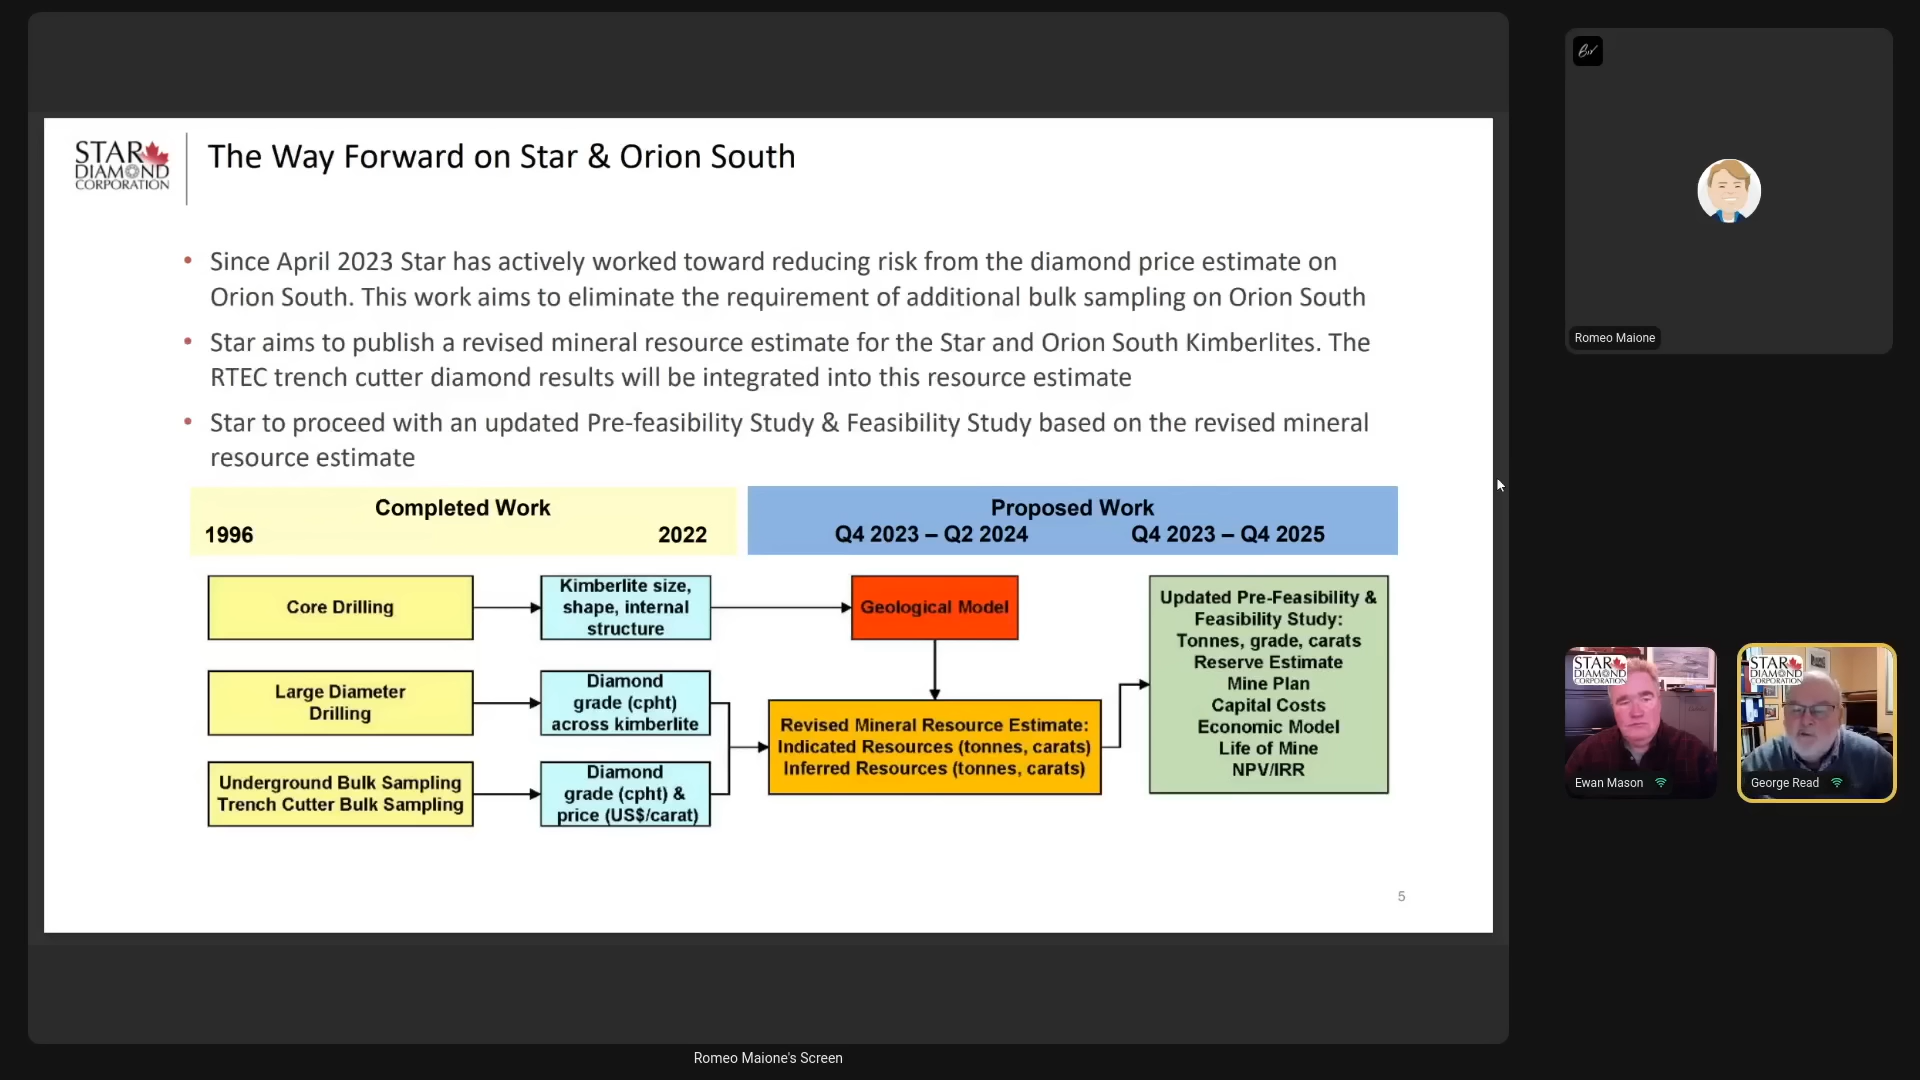 STAR
DIAMOND
CORPORATION
The Way Forward on Star & Orion South
• Since April 2023 Star has actively worked toward reducing risk from the diamond price estimate on
Orion South. This work aims to eliminate the requirement of additional bulk sampling on Orion South
• Star aims to publish a revised mineral resource estimate for the Star and Orion South Kimberlites. The
RTEC trench cutter diamond results will be integrated into this resource estimate
• Star to proceed with an updated Pre-feasibility Study & Feasibility Study based on the revised mineral
resource estimate
Completed Work
1996 2022
Proposed Work
Q4 2023 – Q2 2024 Q4 2023 – Q4 2025
Core Drilling
Kimberlite size,
shape, internal
structure
Geological Model
Large Diameter
Drilling
Diamond
grade (cpht)
across kimberlite
Underground Bulk Sampling
Trench Cutter Bulk Sampling
Diamond
grade (cpht) &
price (US$/carat)
Revised Mineral Resource Estimate:
Indicated Resources (tonnes, carats)
Inferred Resources (tonnes, carats)
Updated Pre-Feasibility &
Feasibility Study:
Tonnes, grade, carats
Reserve Estimate
Mine Plan
Capital Costs
Economic Model
Life of Mine
NPV/IRR
5
Romeo Maione's Screen
Romeo Maione
STAR
DIAMOND
CORPORATION
Ewan Mason
STAR
DIAMOND
CORPORATION
George Read